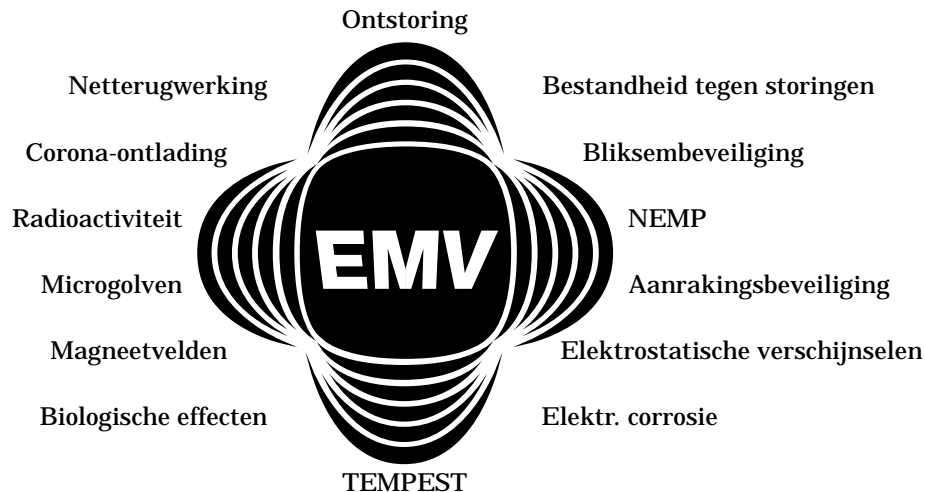 Ontstoring
Netterugwerking
Bestandheid tegen storingen
Corona-ontlading
Bliksembeveiliging
Radioactiviteit
NEMP
EMV
Microgolven
Aanrakingsbeveiliging
Magneetvelden
Elektrostatische verschijnselen
Biologische effecten
Elektr. corrosie
TEMPEST